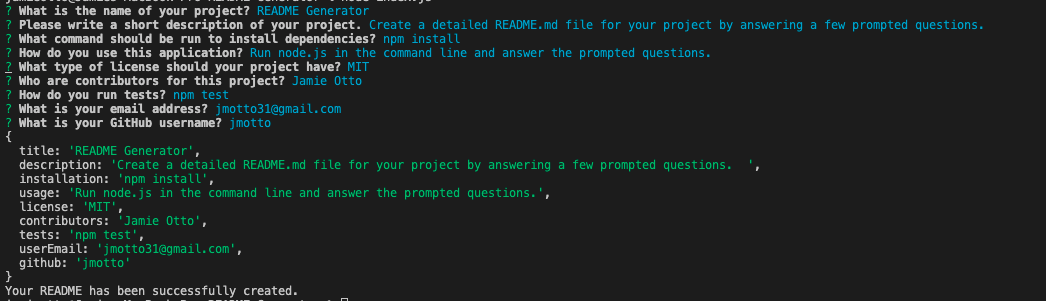 ? What is the name of your project? README Generator
? Please write a short description of your project. Create a detailed README.md file for your project by answering a few prompted questions.
? What command should be run to install dependencies? npm install
? How do you use this application? Run node.js in the command line and answer the prompted questions.
? What type of license should your project have? MIT
? Who are contributors for this project? Jamie Otto
? How do you run tests? npm test
? What is your email address? jmotto31@gmail.com
? What is your GitHub username? jmotto
{
  title: 'README Generator',
  description: 'Create a detailed README.md file for your project by answering a few prompted questions.  ',
  installation: 'npm install',
  usage: 'Run node.js in the command line and answer the prompted questions.',
  license: 'MIT',
  contributors: 'Jamie Otto',
  tests: 'npm test',
  userEmail: 'jmotto31@gmail.com',
  github: 'jmotto'
}
Your README has been successfully created.